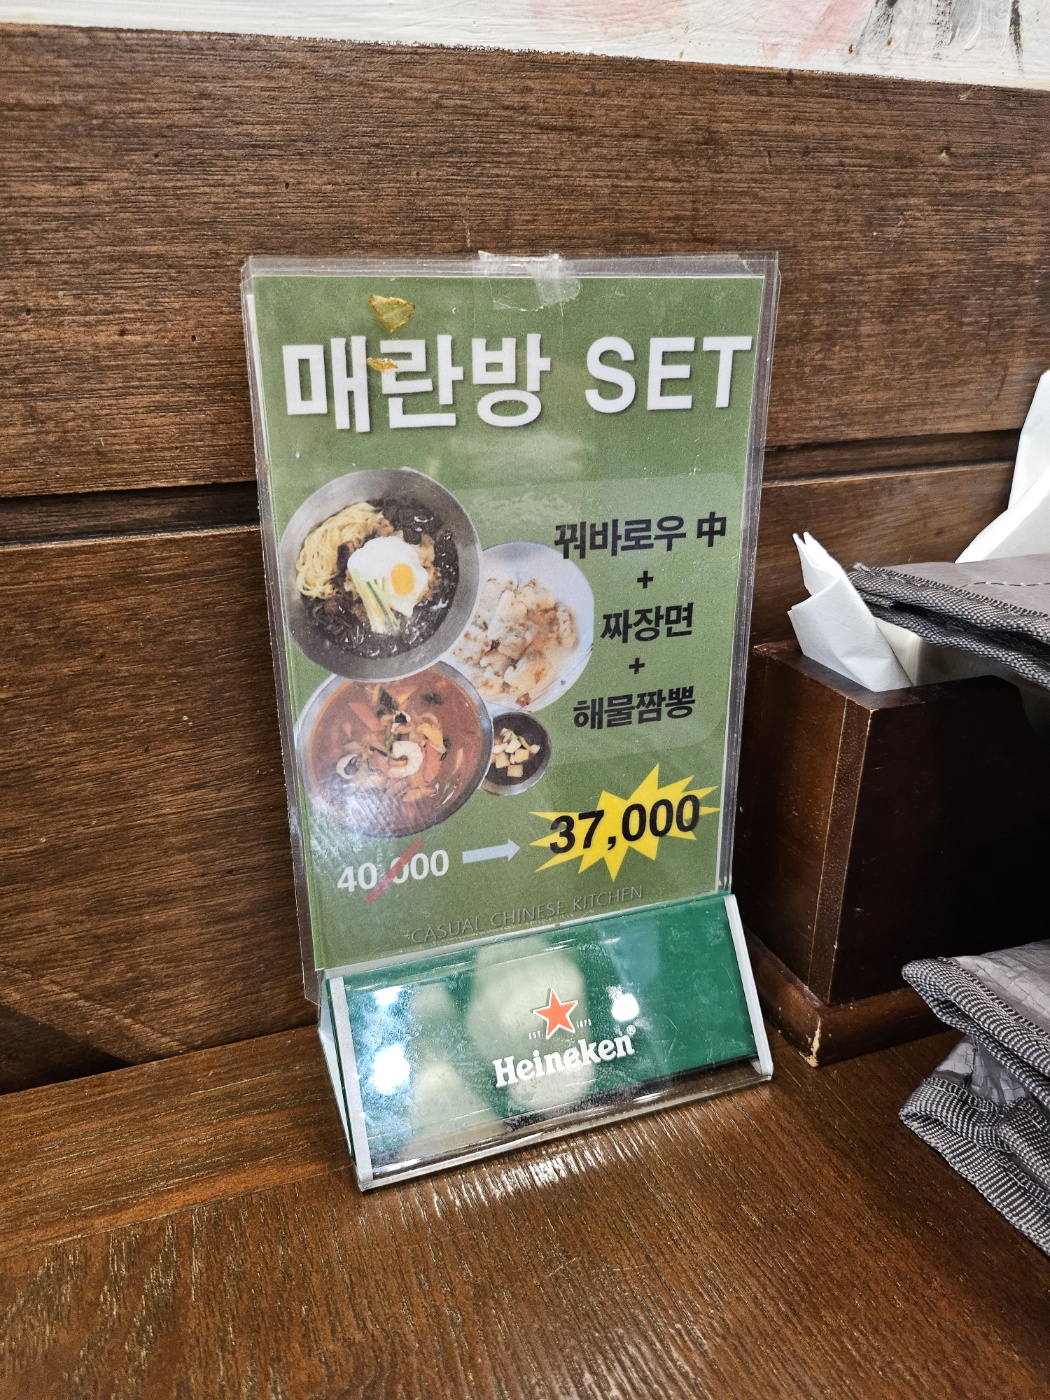 매란방 SET
꿔바로우 中
+
짜장면
+
해물짬뽕
40,000
37,000
CASUAL CHINESE KITCHEN
Heineken®